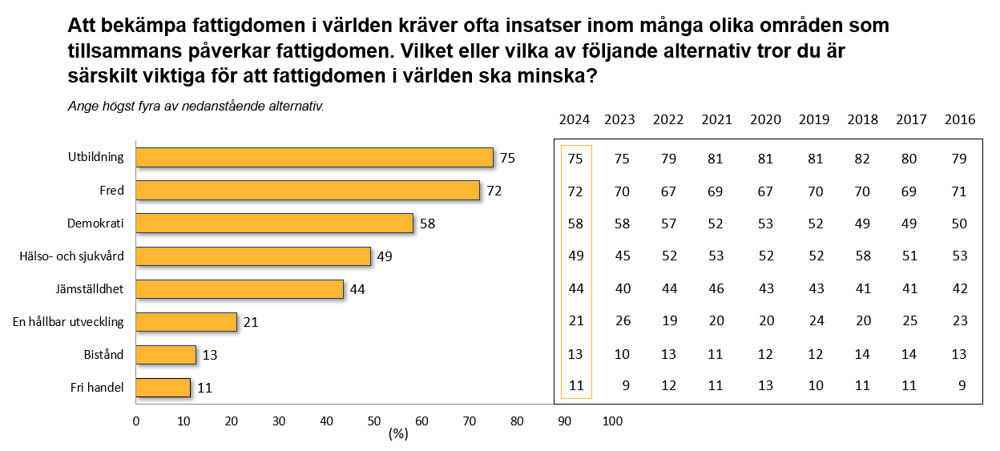 Att bekämpa fattigdomen i världen kräver ofta insatser inom många olika områden som
tillsammans påverkar fattigdomen. Vilket eller vilka av följande alternativ tror du är
särskilt viktiga för att fattigdomen i världen ska minska?
Ange högst fyra av nedanstående alternativ.
2024 2023 2022 2021 2020 2019 2018 2017 2016
Utbildning 75 75 75 79 81 81 81 82 80 79
Fred 72 72 70 67 69 67 70 70 69 71
Demokrati 58 58 58 57 52 53 52 49 49 50
Hälso- och sjukvård 49 49 45 52 53 52 52 58 51 53
Jämställdhet 44 44 40 44 46 43 43 41 41 42
En hållbar utveckling 21 21 26 19 20 20 24 20 25 23
Bistånd 13 13 10 13 11 12 12 14 14 13
Fri handel 11 11 9 12 11 13 10 11 11 9
0 10 20 30 40 50 60 70 80 90 100
(%)